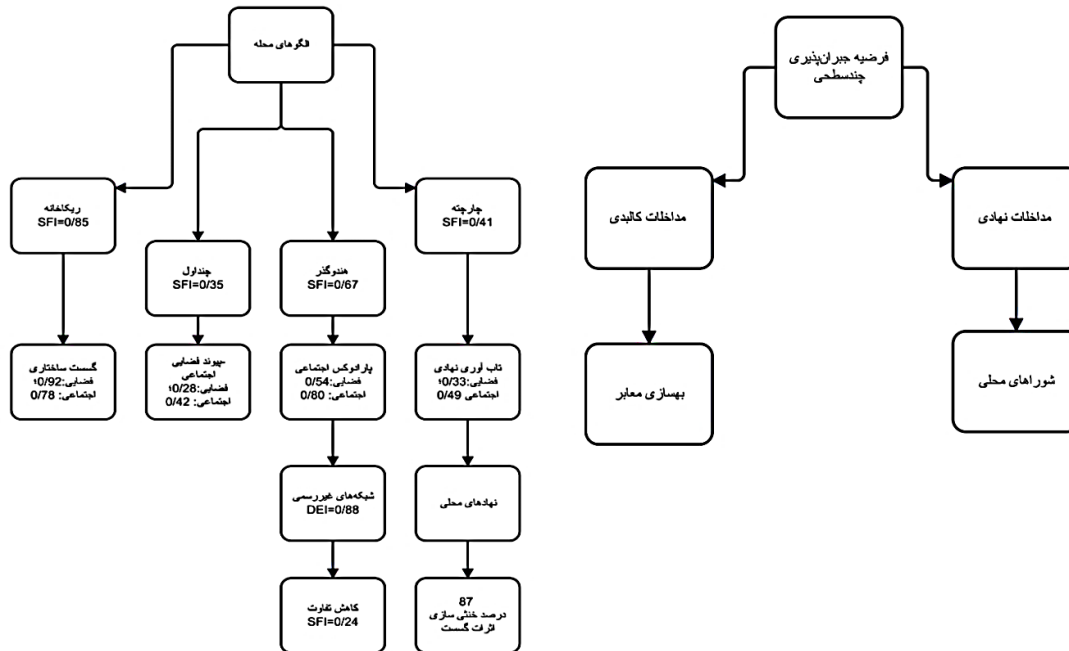 الگوهای محله
ریکاخانه
SFI=0/85
چنداول
SFI=0/35
هندوگذر
SFI=0/67
چارچته
SFI=0/41
گسست ساختاری
فضایی:0/92؛
اجتماعی: 0/78
پیوند فضایی-
اجتماعی
فضایی:0/28؛
اجتماعی: 0/42
پارادوکس اجتماعی
فضایی:0/54؛
اجتماعی: 0/80
تاب آوری نهادی
فضایی:0/33؛
اجتماعی 0/49
شبکه‌های غیررسمی
DEI=0/88
نهادهای محلی
کاهش تفاوت
SFI=0/24
87
درصد خنثی سازی
اثرات گسست
فرضیه جبران‌پذیری
چندسطحی
مداخلات نهادی
مداخلات کالبدی
شوراهای محلی
بهسازی معابر